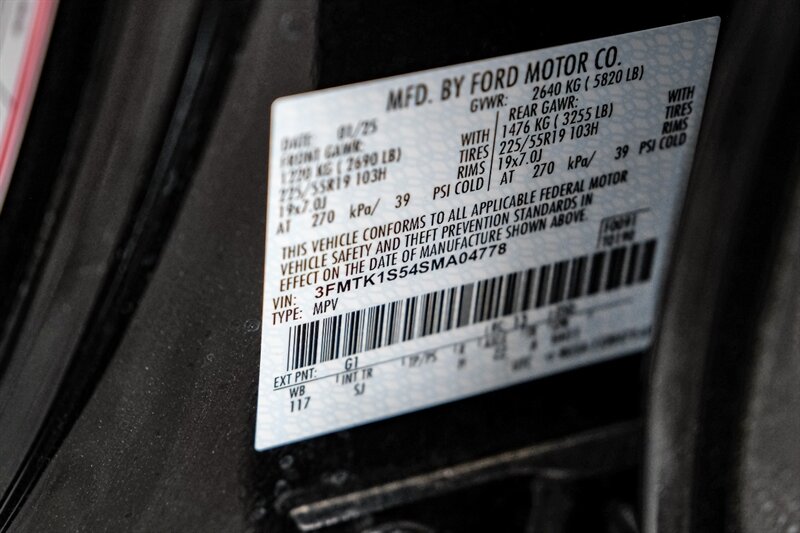 MFD. BY FORD MOTOR CO.
DATE: 01/25
GVWR: 2640 KG ( 5820 LB)
FRONT GAWR:
1220 KG ( 2690 LB)
WITH
225/55R19 103H
TIRES
19x7.0J
RIMS
AT 270 kPa/ 39 PSI COLD
REAR GAWR:
1476 KG ( 3255 LB)
WITH
225/55R19 103H
TIRES
19x7.0J
RIMS
AT 270 kPa/ 39 PSI COLD
THIS VEHICLE CONFORMS TO ALL APPLICABLE FEDERAL MOTOR
VEHICLE SAFETY AND THEFT PREVENTION STANDARDS IN
EFFECT ON THE DATE OF MANUFACTURE SHOWN ABOVE.
VIN: 3FMTK1S54SMA04778
TYPE: MPV
EXT PNT: G1
WB
117
INT TR
SJ
TP/PS